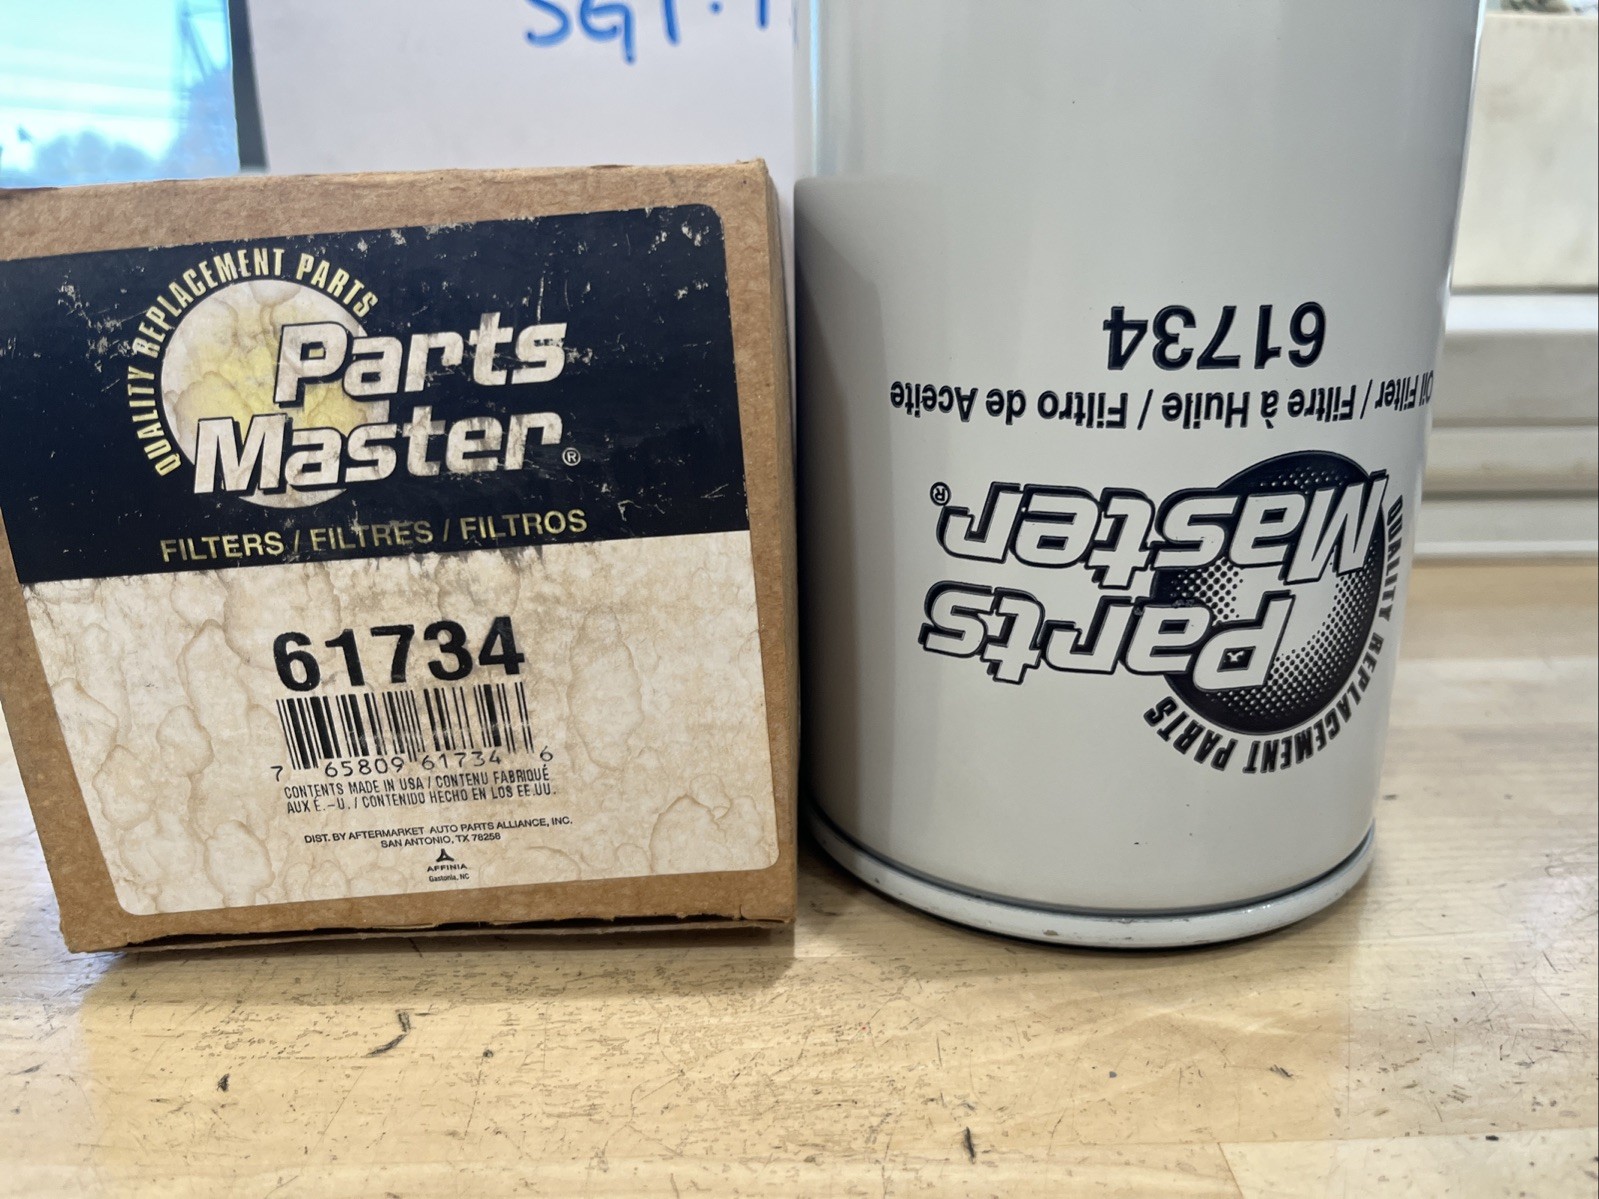 SGT.
QUALITY REPLACEMENT PARTS
Parts
Master®
FILTERS / FILTRES / FILTROS
61734
7 65809 61734 6
CONTENTS MADE IN USA / CONTENU FABRIQUÉ
AUX É.-U. / CONTENIDO HECHO EN LOS EE.UU.
DIST. BY AFTERMARKET AUTO PARTS ALLIANCE, INC.
SAN ANTONIO, TX 78258
AFFINIA
Gastonia, NC
QUALITY REPLACEMENT PARTS
Parts
Master®
Oil Filter / Filtre à Huile / Filtro de Aceite
61734